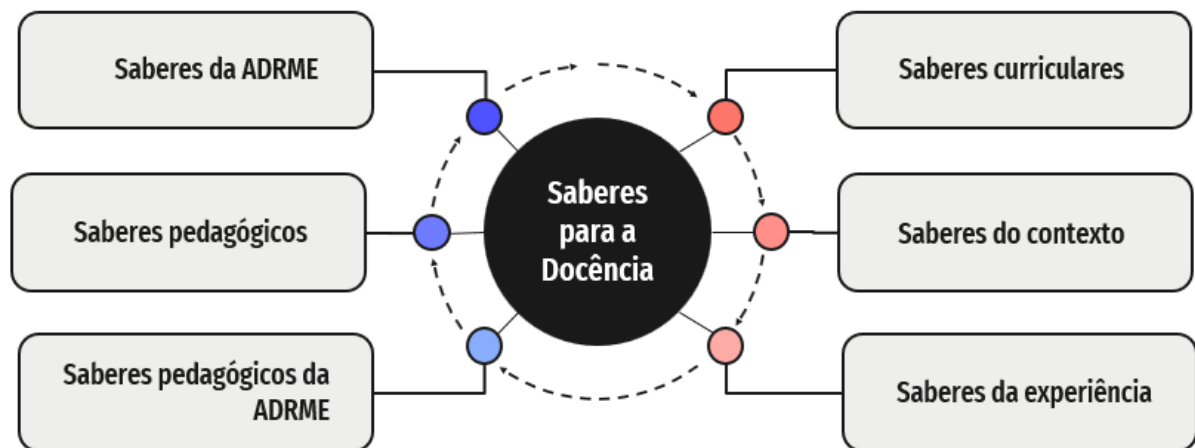 Saberes da ADRME
Saberes curriculares
Saberes pedagógicos
Saberes
para a
Docência
Saberes do contexto
Saberes pedagógicos da
ADRME
Saberes da experiência